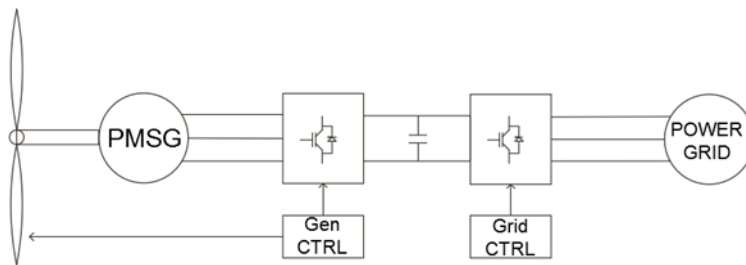 PMSG
POWER
GRID
Gen
CTRL
Grid
CTRL